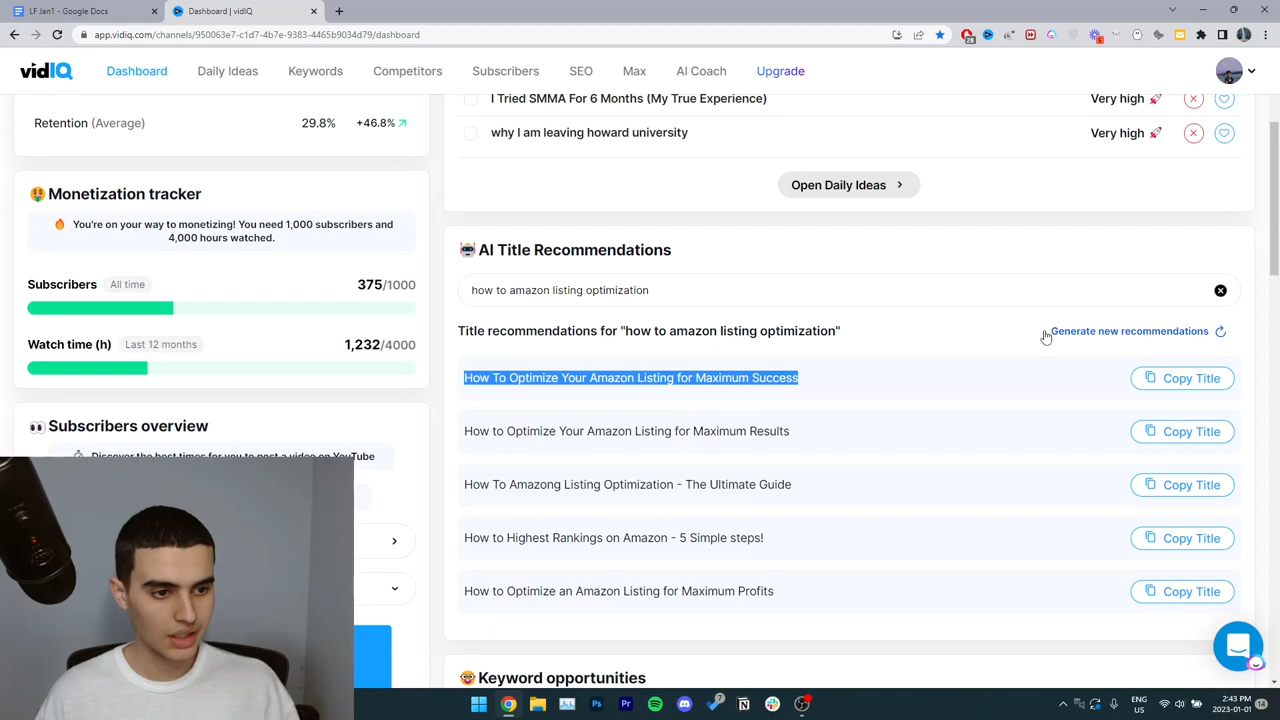 LF Jan1 - Google Docs
Dashboard | vidIQ
app.vidiq.com/channels/950063e7-c1d7-4b7e-9383-4465b9034d79/dashboard
28
vidIQ
Dashboard
Daily Ideas
Keywords
Competitors
Subscribers
SEO
Max
AI Coach
Upgrade
Retention (Average)
29.8%
+46.8%
Monetization tracker
You're on your way to monetizing! You need 1,000 subscribers and
4,000 hours watched.
Subscribers
All time
375/1000
Watch time (h)
Last 12 months
1,232/4000
Subscribers overview
Discover the best times for you to post a video on YouTube
I Tried SMMA For 6 Months (My True Experience)
Very high
why I am leaving howard university
Very high
Open Daily Ideas
AI Title Recommendations
how to amazon listing optimization
Title recommendations for "how to amazon listing optimization"
Generate new recommendations
How To Optimize Your Amazon Listing for Maximum Success
Copy Title
How to Optimize Your Amazon Listing for Maximum Results
Copy Title
How To Amazong Listing Optimization - The Ultimate Guide
Copy Title
How to Highest Rankings on Amazon - 5 Simple steps!
Copy Title
How to Optimize an Amazon Listing for Maximum Profits
Copy Title
Keyword opportunities
7
ENG
US
2:43 PM
2023-01-01
14